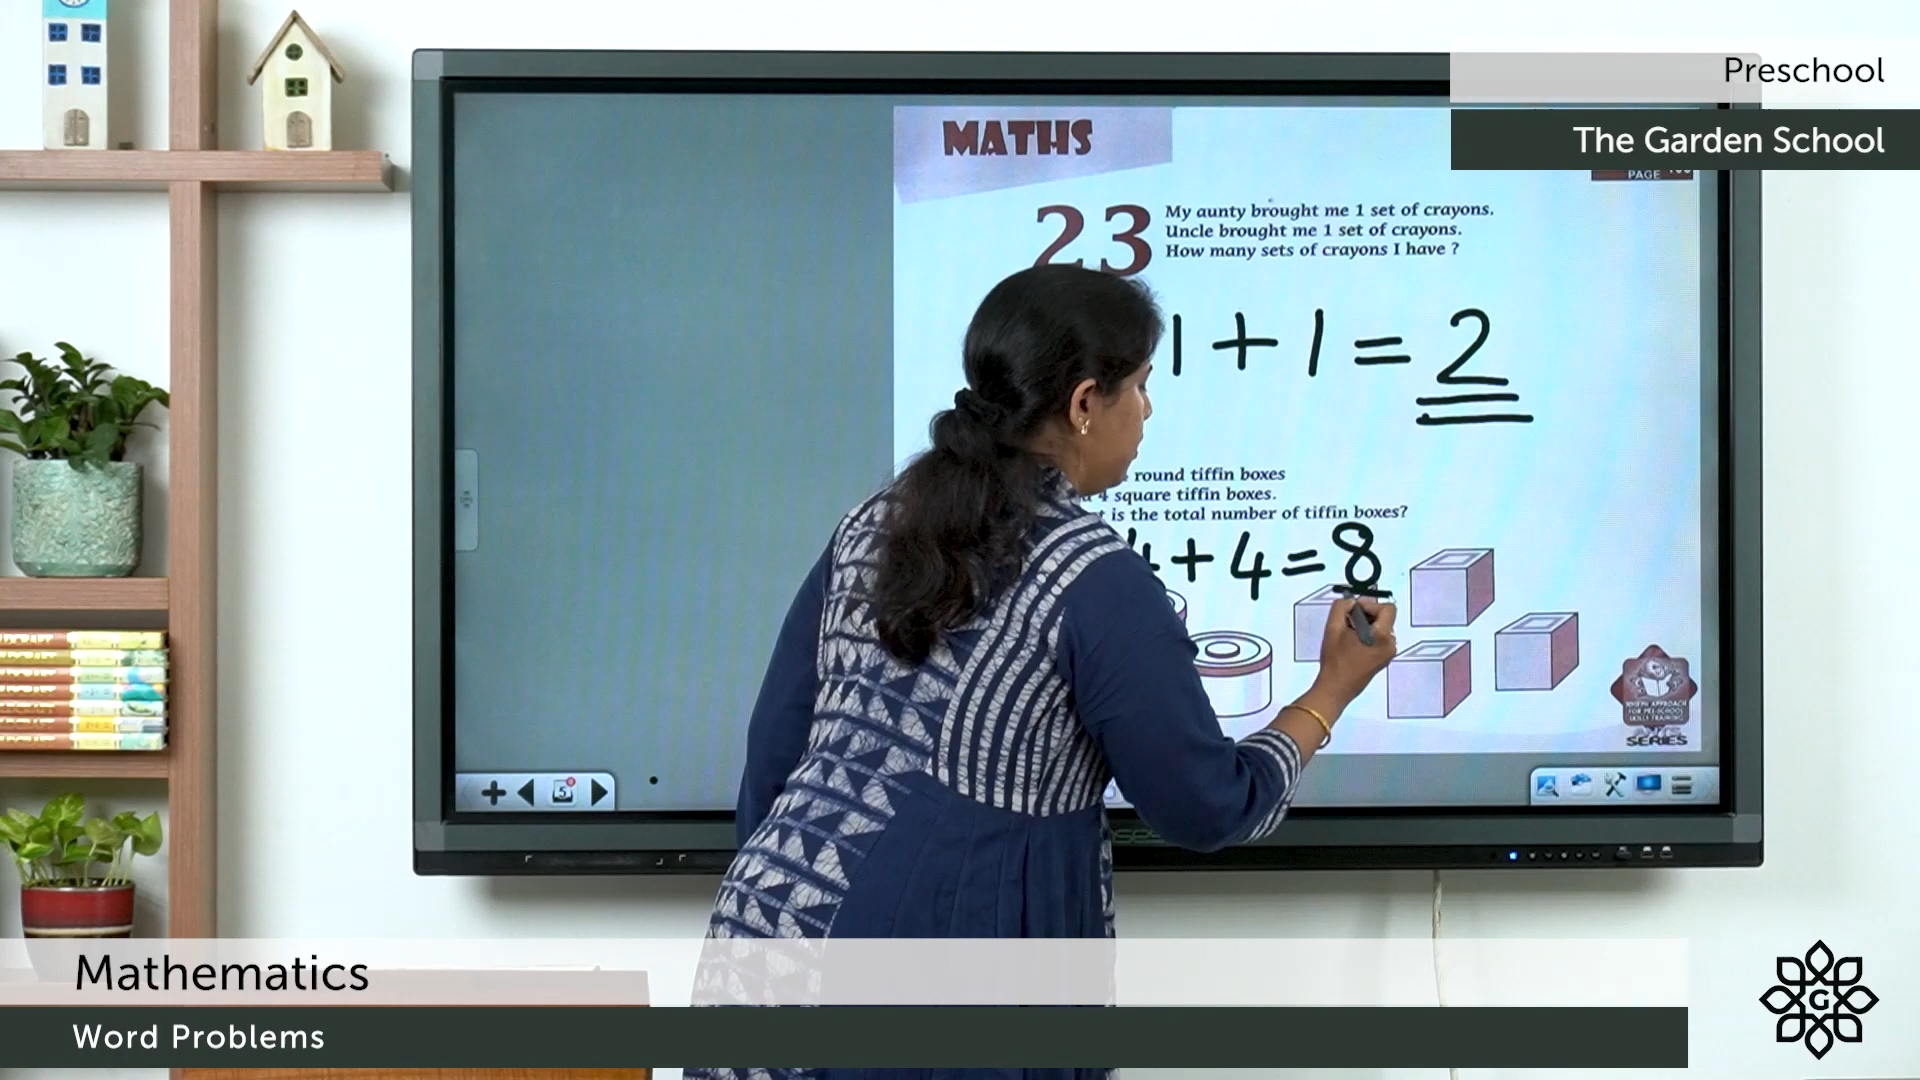 Preschool
The Garden School
MATHS
PAGE
23
My aunty brought me 1 set of crayons.
Uncle brought me 1 set of crayons.
How many sets of crayons I have ?
1 + 1 = 2
round tiffin boxes
4 square tiffin boxes.
is the total number of tiffin boxes?
4 + 4 = 8
SERIES
5
Mathematics
Word Problems
G